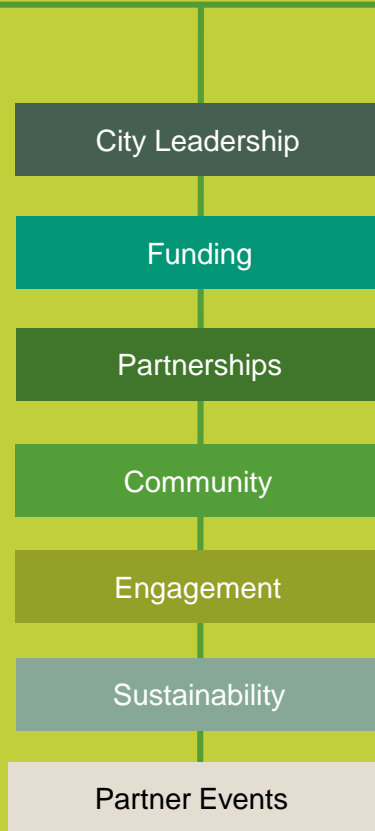 City Leadership
Funding
Partnerships
Community
Engagement
Sustainability
Partner Events